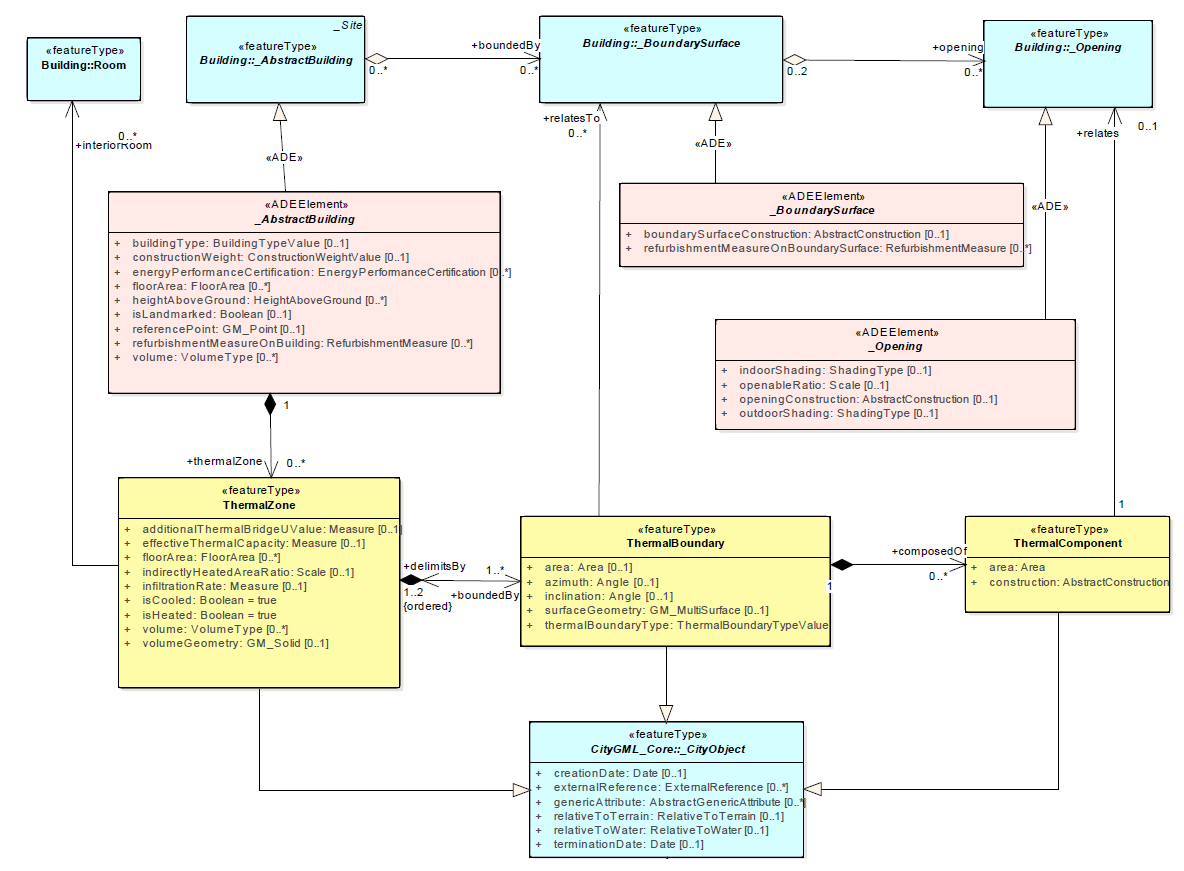 «featureType»
Building::Room
_Site
«featureType»
Building::_AbstractBuilding
0..*
+boundedBy
0..*
«featureType»
Building::_BoundarySurface
0..2
+opening
0..*
«featureType»
Building::_Opening
0..*
+interiorRoom
«ADE»
+relatesTo
0..*
«ADE»
+relates
0..1
«ADE»
«ADEElement»
_AbstractBuilding
+ buildingType: BuildingTypeValue [0..1]
+ constructionWeight: ConstructionWeightValue [0..1]
+ energyPerformanceCertification: EnergyPerformanceCertification [0..*]
+ floorArea: FloorArea [0..*]
+ heightAboveGround: HeightAboveGround [0..*]
+ isLandmarked: Boolean [0..1]
+ referencePoint: GM_Point [0..1]
+ refurbishmentMeasureOnBuilding: RefurbishmentMeasure [0..*]
+ volume: VolumeType [0..*]
«ADEElement»
_BoundarySurface
+ boundarySurfaceConstruction: AbstractConstruction [0..1]
+ refurbishmentMeasureOnBoundarySurface: RefurbishmentMeasure [0..*]
«ADEElement»
_Opening
+ indoorShading: ShadingType [0..1]
+ openableRatio: Scale [0..1]
+ openingConstruction: AbstractConstruction [0..1]
+ outdoorShading: ShadingType [0..1]
1
+thermalZone
0..*
«featureType»
ThermalZone
+ additionalThermalBridgeUValue: Measure [0..1]
+ effectiveThermalCapacity: Measure [0..1]
+ floorArea: FloorArea [0..*]
+ indirectlyHeatedAreaRatio: Scale [0..1]
+ infiltrationRate: Measure [0..1]
+ isCooled: Boolean = true
+ isHeated: Boolean = true
+ volume: VolumeType [0..*]
+ volumeGeometry: GM_Solid [0..1]
+delimitsBy
1..2
{ordered}
1..*
+boundedBy
«featureType»
ThermalBoundary
+ area: Area [0..1]
+ azimuth: Angle [0..1]
+ inclination: Angle [0..1]
+ surfaceGeometry: GM_MultiSurface [0..1]
+ thermalBoundaryType: ThermalBoundaryTypeValue
1
+composedOf
0..*
1
«featureType»
ThermalComponent
+ area: Area
+ construction: AbstractConstruction
«featureType»
CityGML_Core::_CityObject
+ creationDate: Date [0..1]
+ externalReference: ExternalReference [0..*]
+ genericAttribute: AbstractGenericAttribute [0..*]
+ relativeToTerrain: RelativeToTerrain [0..1]
+ relativeToWater: RelativeToWater [0..1]
+ terminationDate: Date [0..1]